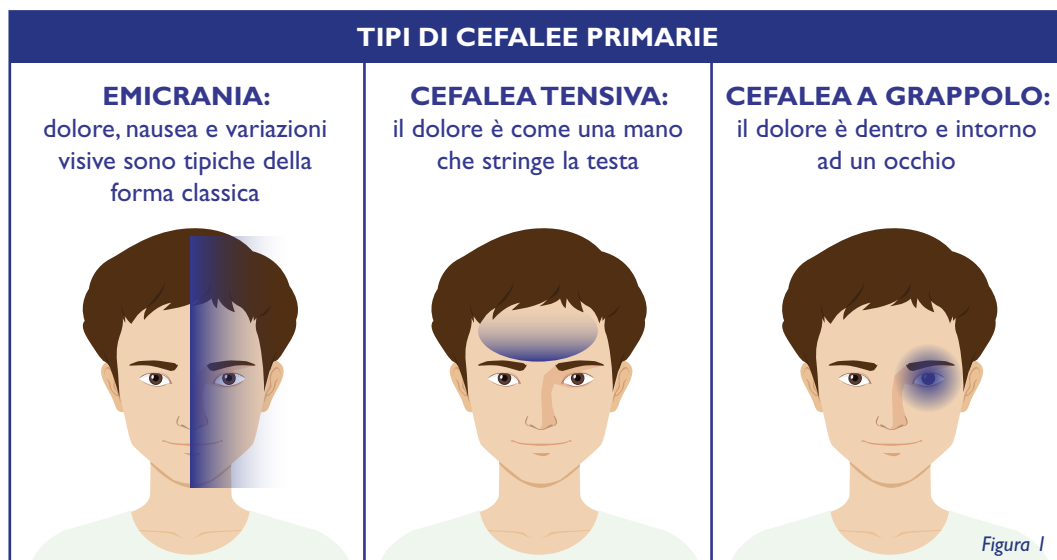 TIPI DI CEFALEE PRIMARIE
EMICRANIA:
dolore, nausea e variazioni
visive sono tipiche della
forma classica
CEFALEA TENSIVA:
il dolore è come una mano
che stringe la testa
CEFALEA A GRAPPOLO:
il dolore è dentro e intorno
ad un occhio
Figura 1